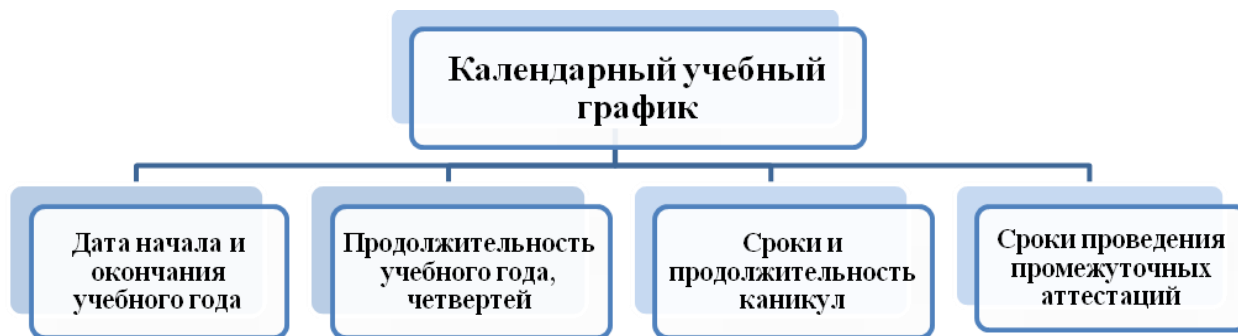 Календарный учебный
график
Дата начала и
окончания
учебного года
Продолжительность
учебного года,
четвертей
Сроки и
продолжительность
каникул
Сроки проведения
промежуточных
аттестаций